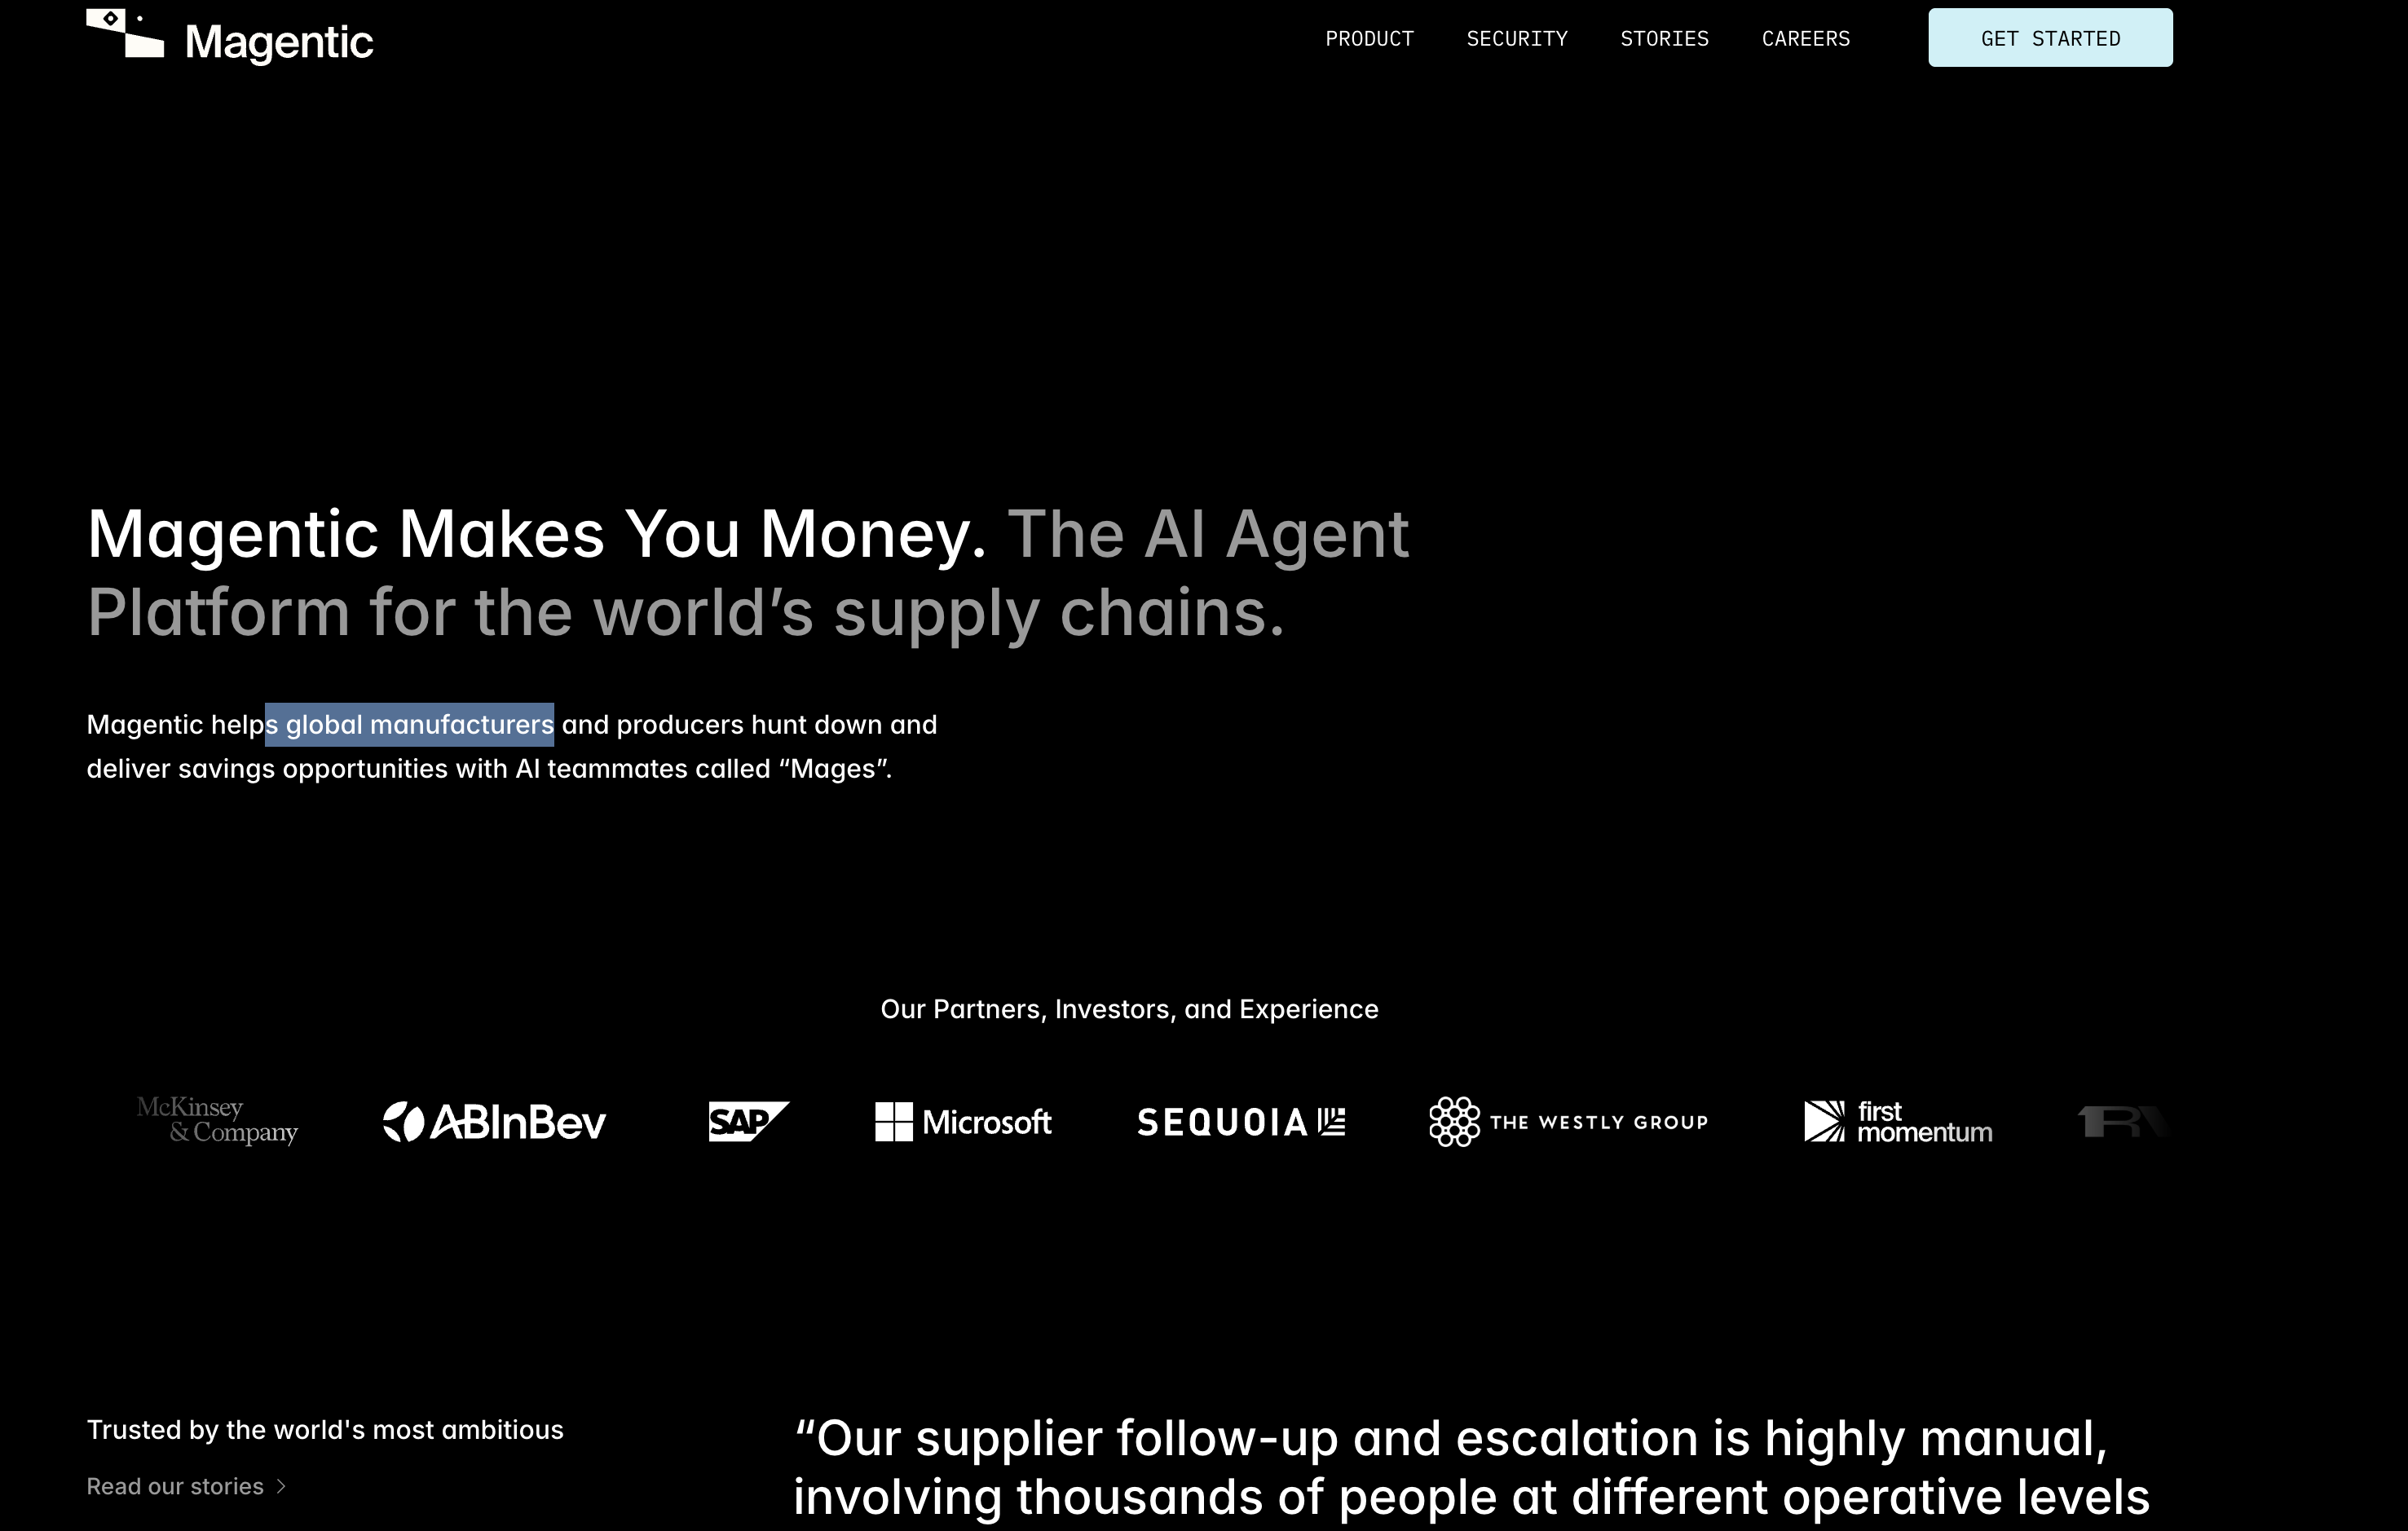 Magentic
PRODUCT
SECURITY
STORIES
CAREERS
GET STARTED
Magentic Makes You Money. The AI Agent
Platform for the world’s supply chains.
Magentic helps global manufacturers and producers hunt down and
deliver savings opportunities with AI teammates called “Mages”.
Our Partners, Investors, and Experience
McKinsey
& Company
ABInBev
SAP
Microsoft
SEQUOIA
THE WESTLY GROUP
first
momentum
Trusted by the world's most ambitious
Read our stories
“Our supplier follow-up and escalation is highly manual,
involving thousands of people at different operative levels